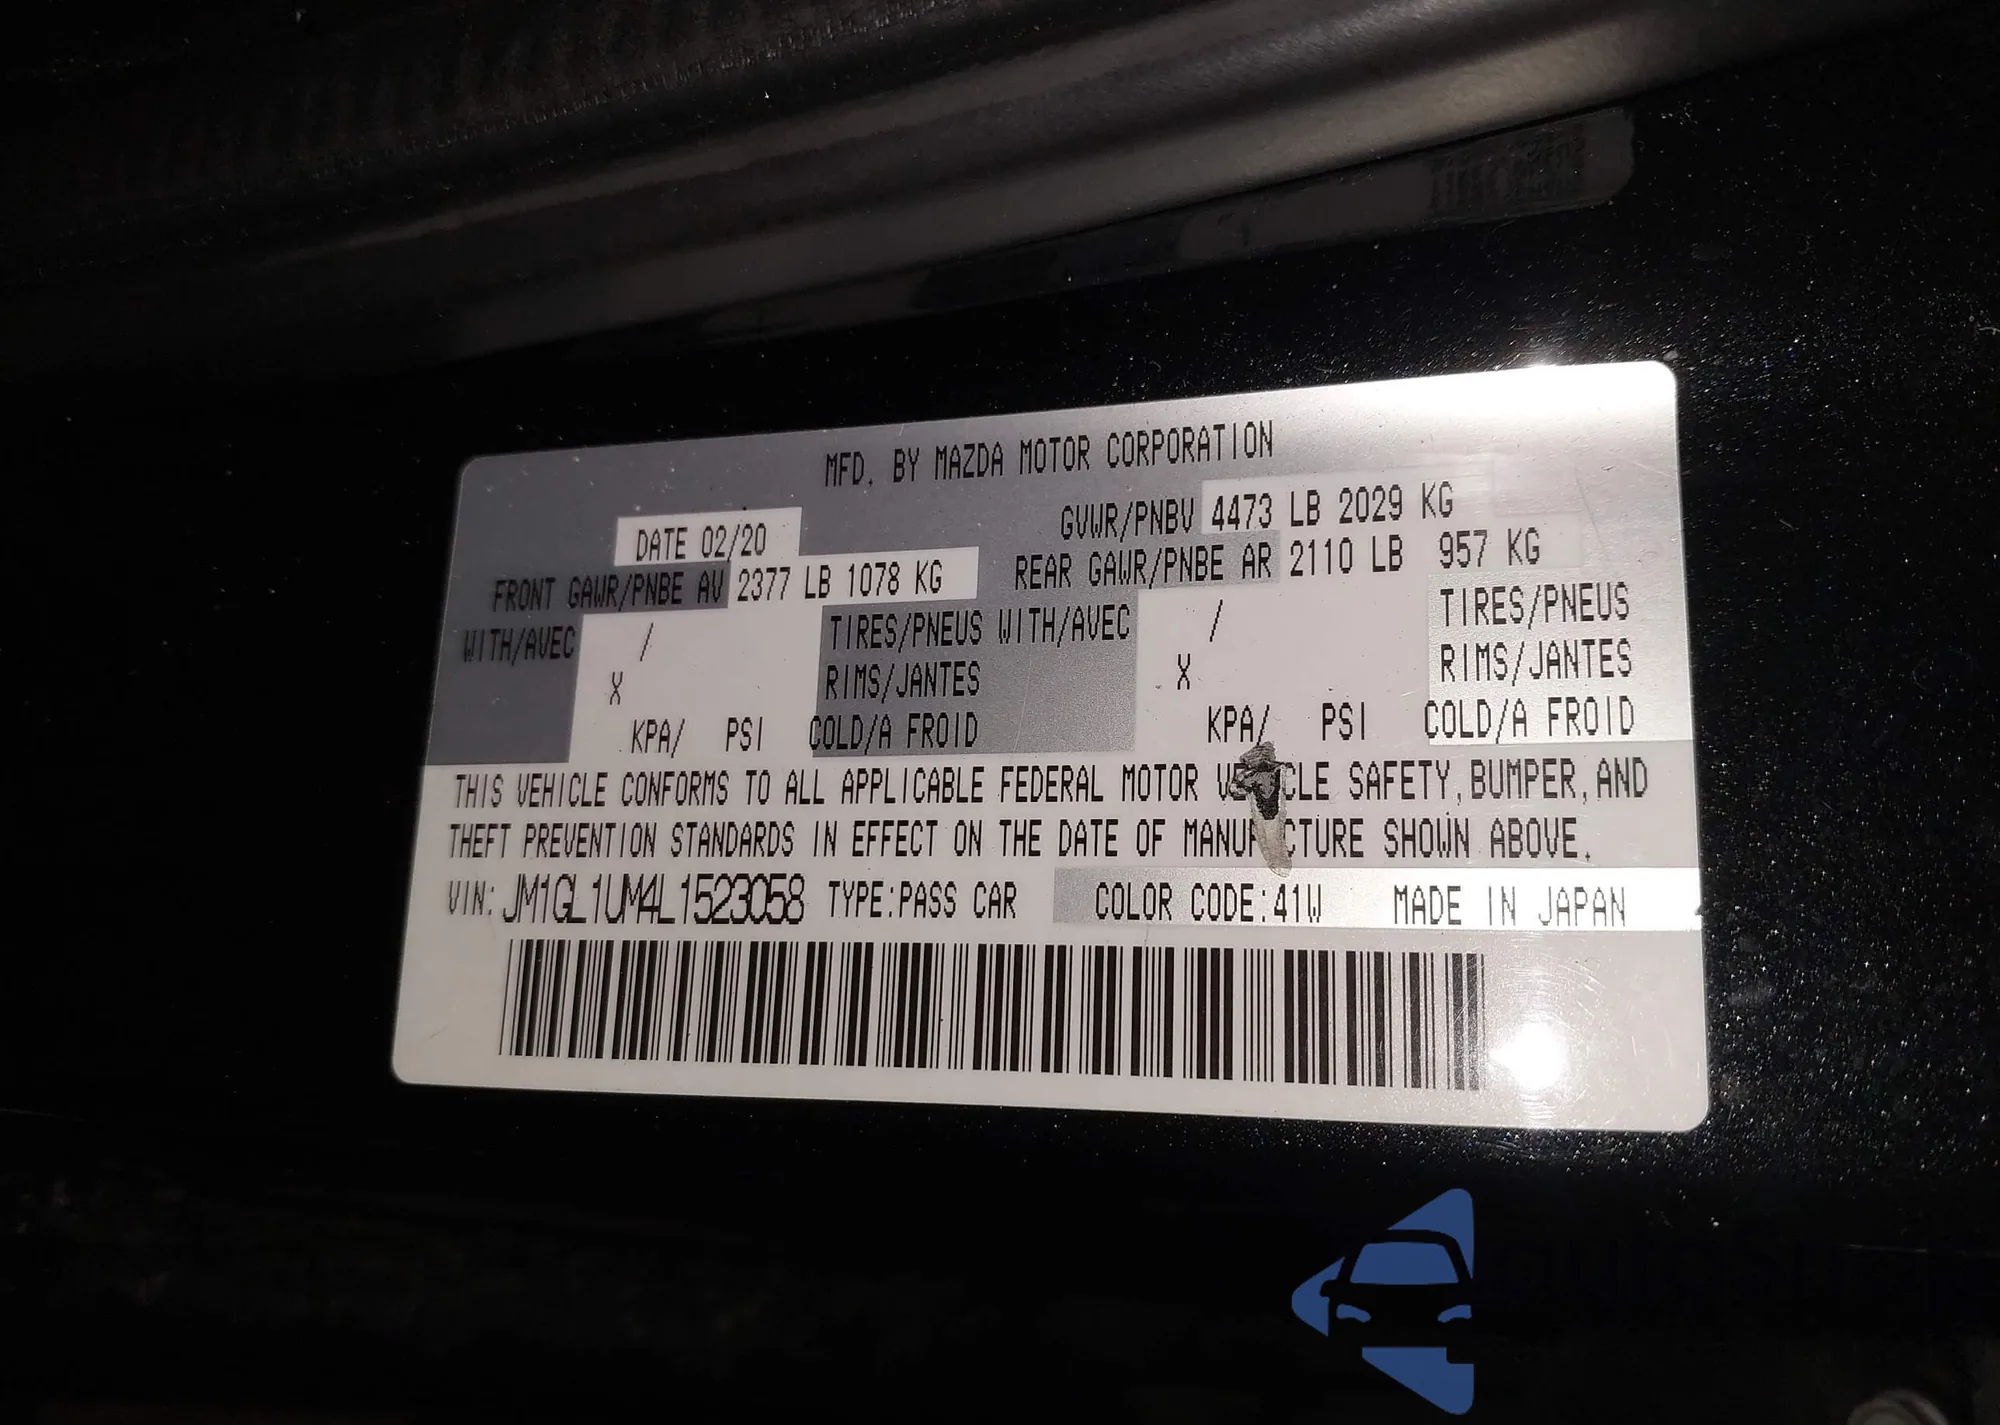 MFD. BY MAZDA MOTOR CORPORATION
DATE 02/20 GVWR/PNBV 4473 LB 2029 KG
FRONT GAWR/PNBE AV 2377 LB 1078 KG REAR GAWR/PNBE AR 2110 LB 957 KG
WITH/AVEC / TIRES/PNEUS WITH/AVEC / TIRES/PNEUS
X RIMS/JANTES X RIMS/JANTES
KPA/ PSI COLD/A FROID KPA/ PSI COLD/A FROID
THIS VEHICLE CONFORMS TO ALL APPLICABLE FEDERAL MOTOR VEHICLE SAFETY, BUMPER, AND
THEFT PREVENTION STANDARDS IN EFFECT ON THE DATE OF MANUFACTURE SHOWN ABOVE.
VIN: JM1GL1UM4L1523058 TYPE:PASS CAR COLOR CODE:41W MADE IN JAPAN